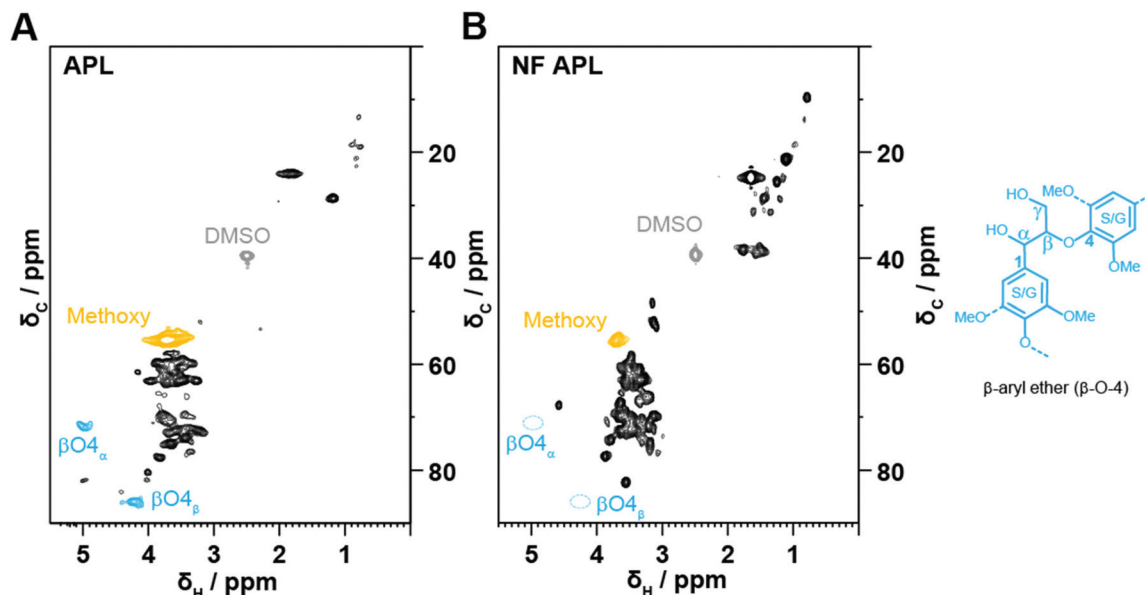 A
APL
DMSO
Methoxy
βO4α
βO4β
20
40
60
80
δC / ppm
5 4 3 2 1
δH / ppm
B
NF APL
DMSO
Methoxy
βO4α
βO4β
20
40
60
80
δC / ppm
5 4 3 2 1
δH / ppm
MeO
HO
γ
S/G
HO
α
β
O
4
OMe
1
S/G
MeO
OMe
O
β-aryl ether (β-O-4)